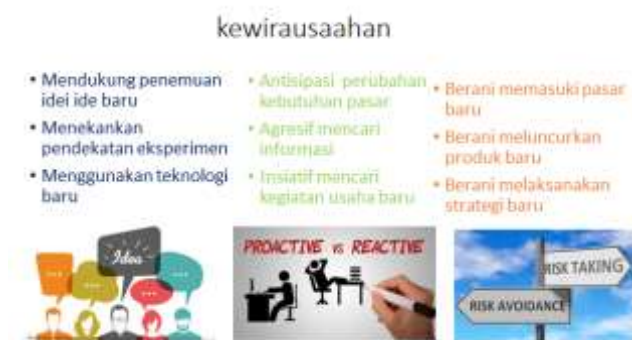 kewirausaahan
• Mendukung penemuan
idei ide baru
• Menekankan
pendekatan eksperimen
• Menggunakan teknologi
baru
• Antisipasi perubahan
kebutuhan pasar
• Agresif mencari
informasi
• Insiatif mencari
kegiatan usaha baru
• Berani memasuki pasar
baru
• Berani meluncurkan
produk baru
• Berani melaksanakan
strategi baru
Idea
PROACTIVE vs REACTIVE
RISK TAKING
RISK AVOIDANCE